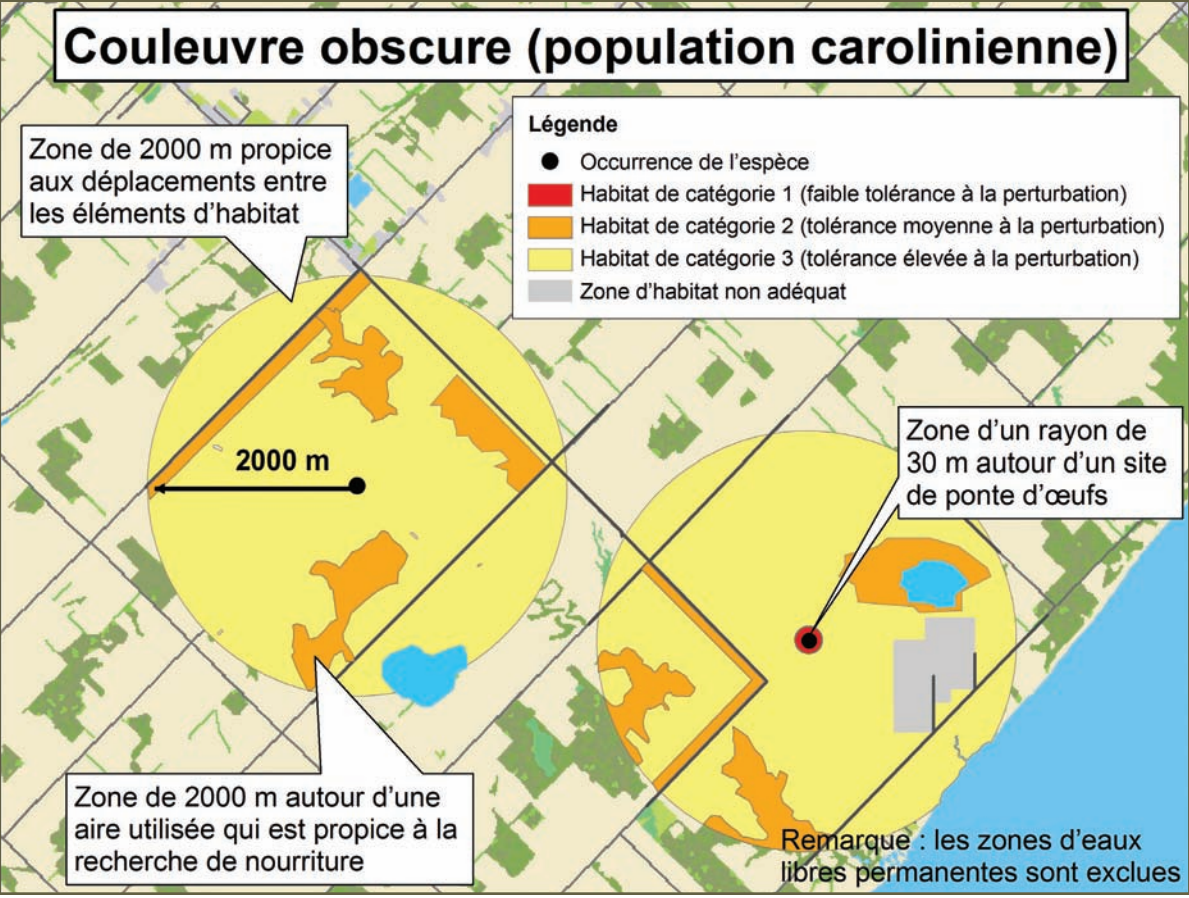 Couleuvre obscure (population carolinienne)
Zone de 2000 m propice
aux déplacements entre
les éléments d'habitat
Légende
Occurrence de l'espèce
Habitat de catégorie 1 (faible tolérance à la perturbation)
Habitat de catégorie 2 (tolérance moyenne à la perturbation)
Habitat de catégorie 3 (tolérance élevée à la perturbation)
Zone d'habitat non adéquat
2000 m
Zone d'un rayon de
30 m autour d'un site
de ponte d'œufs
Zone de 2000 m autour d'une
aire utilisée qui est propice à la
recherche de nourriture
Remarque : les zones d'eaux
libres permanentes sont exclues